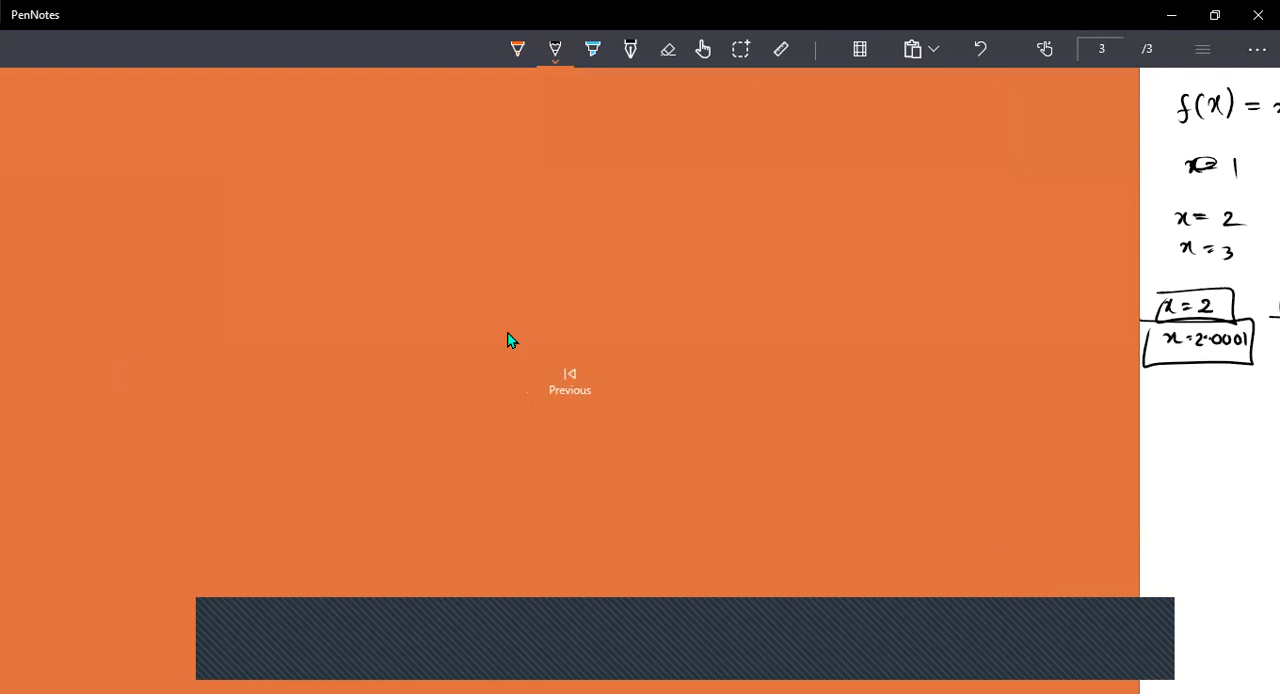 PenNotes
3 /3
Previous
f(x) =
x = 1
x = 2
x = 3
x = 2
x = 2.0001